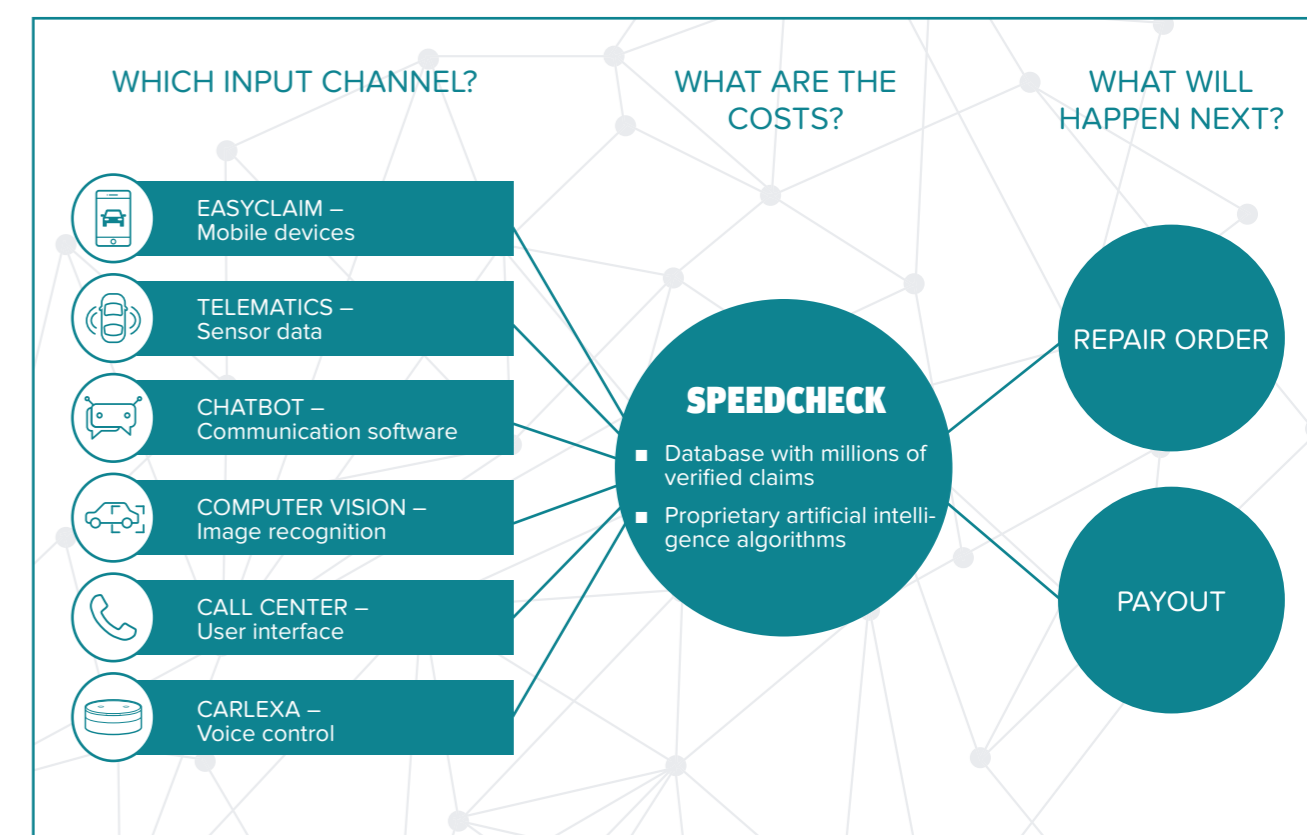 WHICH INPUT CHANNEL?
WHAT ARE THE
COSTS?
WHAT WILL
HAPPEN NEXT?
EASYCLAIM –
Mobile devices
TELEMATICS –
Sensor data
CHATBOT –
Communication software
COMPUTER VISION –
Image recognition
CALL CENTER –
User interface
CARLEXA –
Voice control
SPEEDCHECK
■ Database with millions of
verified claims
■ Proprietary artificial intelli-
gence algorithms
REPAIR ORDER
PAYOUT